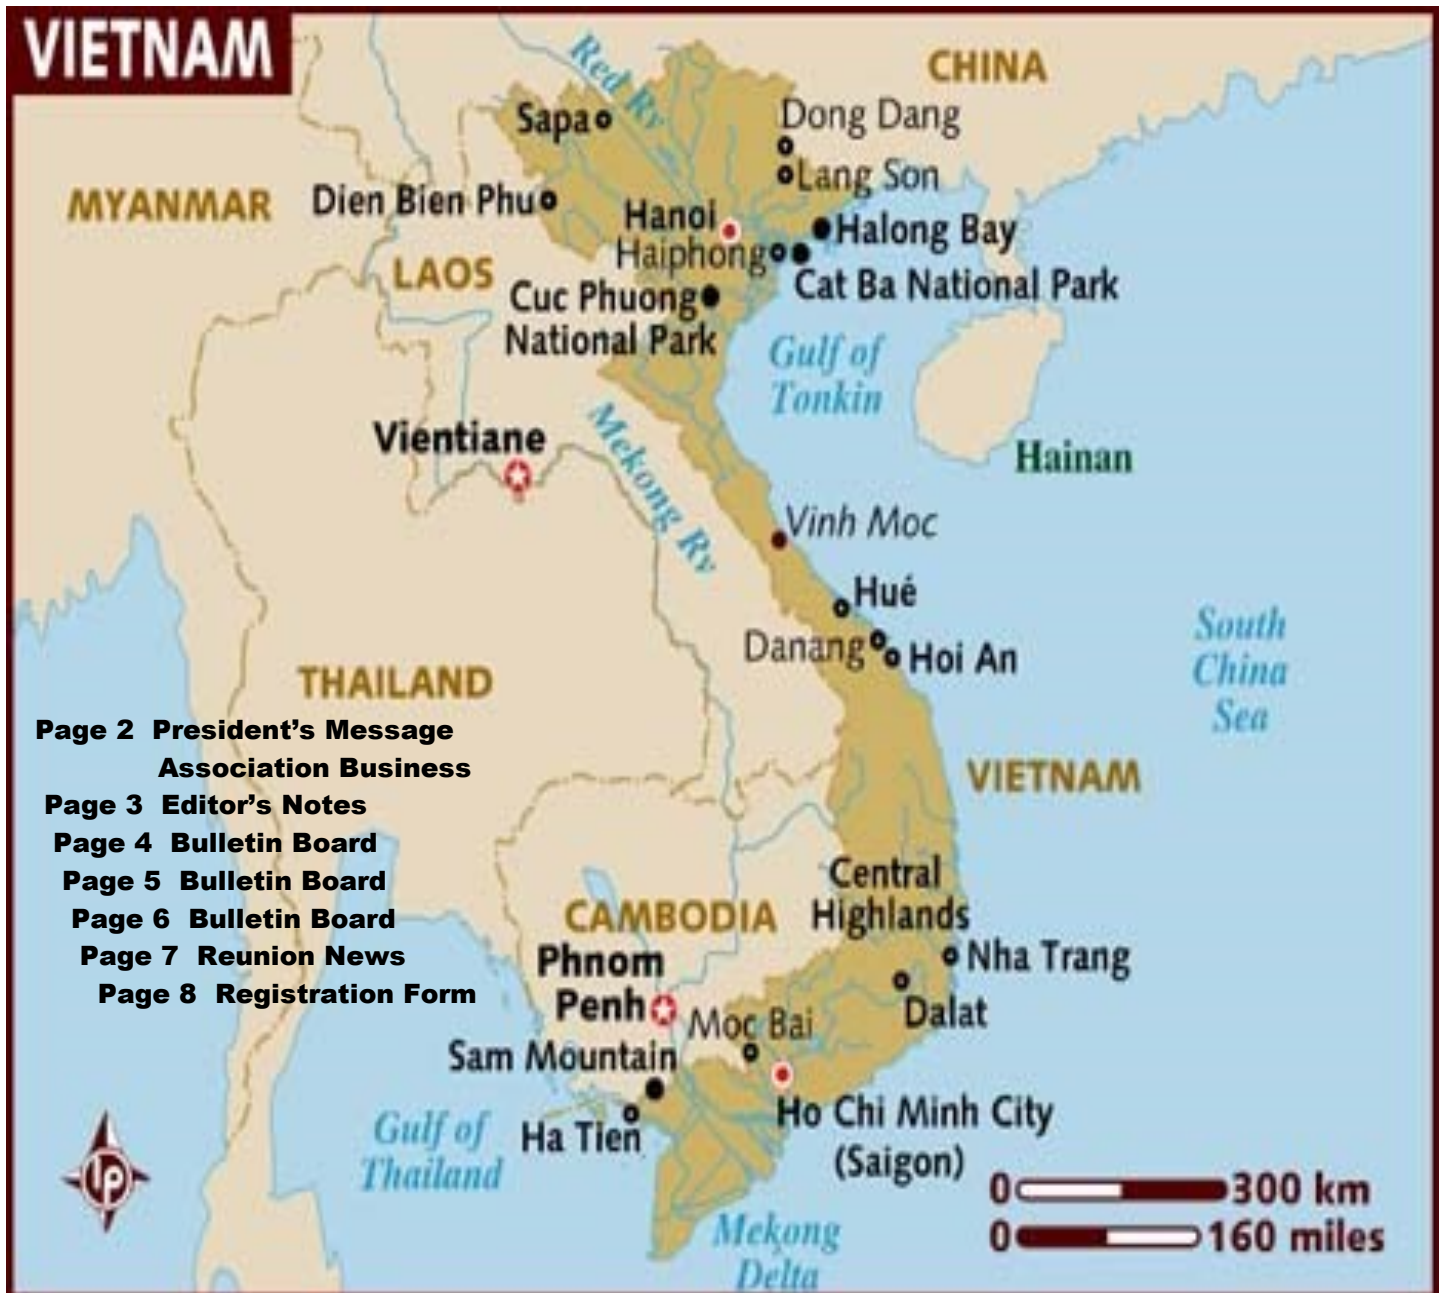 VIETNAM
CHINA
Red Rv
Sapa
Dong Dang
Lang Son
MYANMAR
Dien Bien Phu
Hanoi
Halong Bay
Haiphong
LAOS
Cat Ba National Park
Cuc Phuong
National Park
Gulf of
Tonkin
Vientiane
Mekong Rv
Hainan
Vinh Moc
Hué
South
China
Sea
Danang
Hoi An
THAILAND
Page 2 President’s Message
Association Business
Page 3 Editor’s Notes
Page 4 Bulletin Board
Page 5 Bulletin Board
Page 6 Bulletin Board
Page 7 Reunion News
Page 8 Registration Form
VIETNAM
Central
Highlands
CAMBODIA
Nha Trang
Phnom
Penh
Dalat
Moc Bai
Sam Mountain
Ho Chi Minh City
(Saigon)
Gulf of
Thailand
Ha Tien
LP
0 300 km
0 160 miles
Mekong
Delta